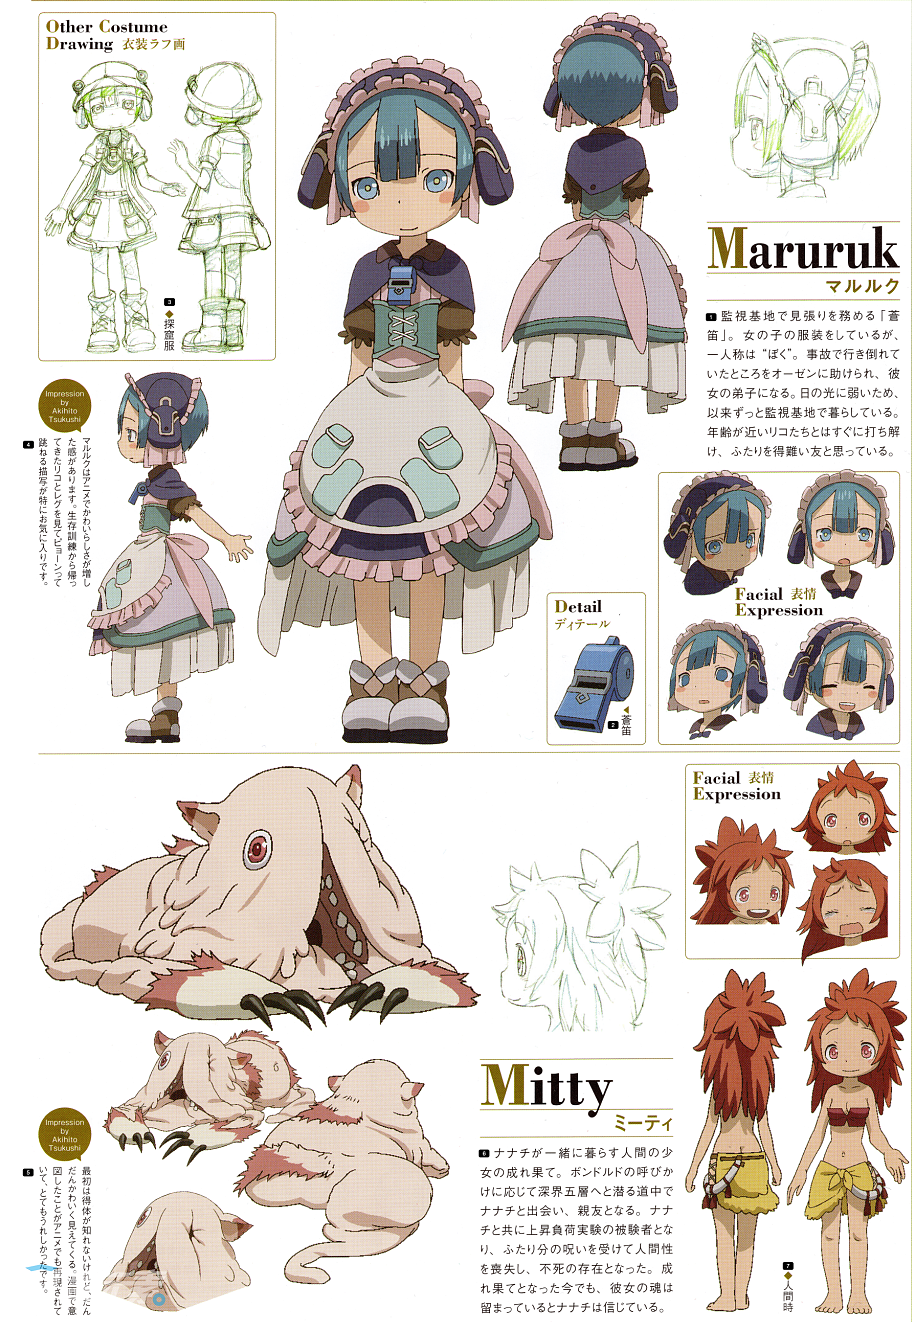 Other Costume
Drawing 衣装ラフ画
3
◆探窟服
Maruruk
マルルク
1 監視基地で見張りを務める「蒼
笛」。女の子の服装をしているが、
一人称は“ぼく”。事故で行き倒れて
いたところをオーゼンに助けられ、彼
女の弟子になる。日の光に弱いため、
以来ずっと監視基地で暮らしている。
年齢が近いリコたちとはすぐに打ち解
け、ふたりを得難い友と思っている。
Impression
by
Akihito
Tsukushi
4
マルルクはアニメでかわいらしさが増し
た感があります。生存訓練から帰っ
てきたリコとレグを見てピョーンって
跳ねる描写が特にお気に入りです。
Detail
ディテール
2
◀蒼笛
Facial 表情
Expression
Facial 表情
Expression
Mitty
ミーティ
6 ナナチが一緒に暮らす人間の少
女の成れ果て。ボンドルドの呼びか
けに応じて深界五層へと潜る道中で
ナナチと出会い、親友となる。ナナ
チと共に上昇負荷実験の被験者とな
り、ふたり分の呪いを受けて人間性
を喪失し、不死の存在となった。成
れ果てとなった今でも、彼女の魂は
留まっているとナナチは信じている。
Impression
by
Akihito
Tsukushi
5
最初は得体が知れないけれど、だん
だんかわいく見えてくる。漫画で意
図したことがアニメでも再現されて
いて、とてもうれしかったです。
7
◆人間時